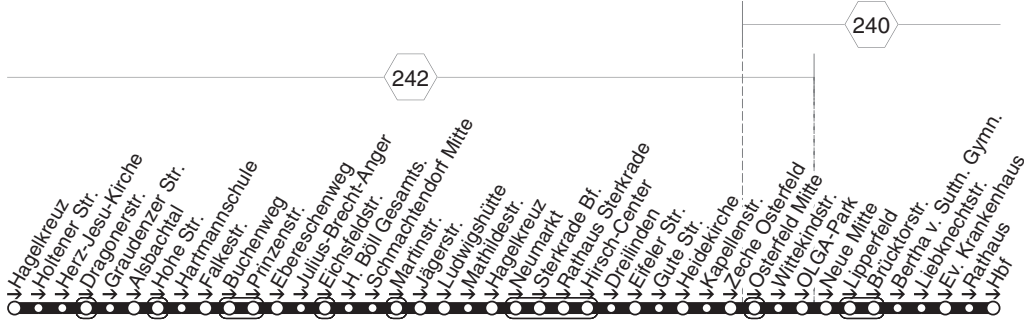 240
242
Hagelkreuz
Holtener Str.
Herz-Jesu-Kirche
Dragonerstr.
Graudenzer Str.
Alsbachtal
Hohe Str.
Hartmannschule
Falkestr.
Buchenweg
Prinzenstr.
Ebereschenweg
Julius-Brecht-Anger
Eichsfeldstr.
H. Böll Gesamts.
Schmachtendorf Mitte
Martinstr.
Jägerstr.
Ludwigshütte
Mathildestr.
Hagelkreuz
Neumarkt
Sterkrade Bf.
Rathaus Sterkrade
Hirsch-Center
Dreilinden
Eifeler Str.
Gute Str.
Heidekirche
Kapellenstr.
Zeche Osterfeld
Osterfeld Mitte
Wittekindstr.
OLGA-Park
Neue Mitte
Lipperfeld
Brücktorstr.
Bertha v. Suttn. Gymn.
Liebknechtstr.
Ev. Krankenhaus
Rathaus
Hbf